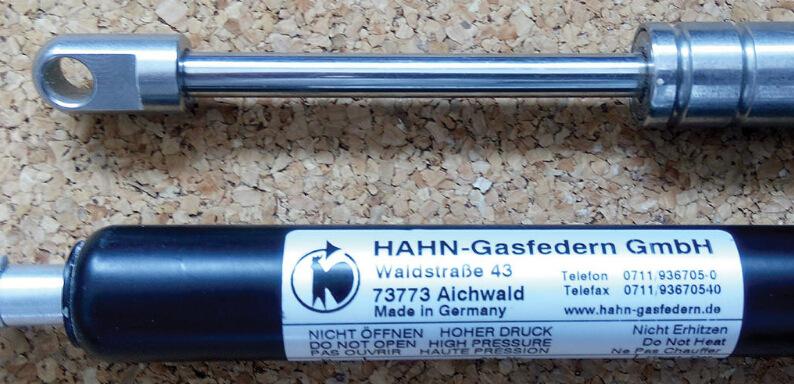 HAHN-Gasfedern GmbH
Waldstraße 43
73773 Aichwald
Made in Germany
Telefon 0711/936705-0
Telefax 0711/936705-40
www.hahn-gasfedern.de
NICHT ÖFFNEN HOHER DRUCK Nicht Erhitzen
DO NOT OPEN HIGH PRESSURE Do Not Heat
PAS OUVRIR HAUTE PRESSION Ne Pas Chauffer